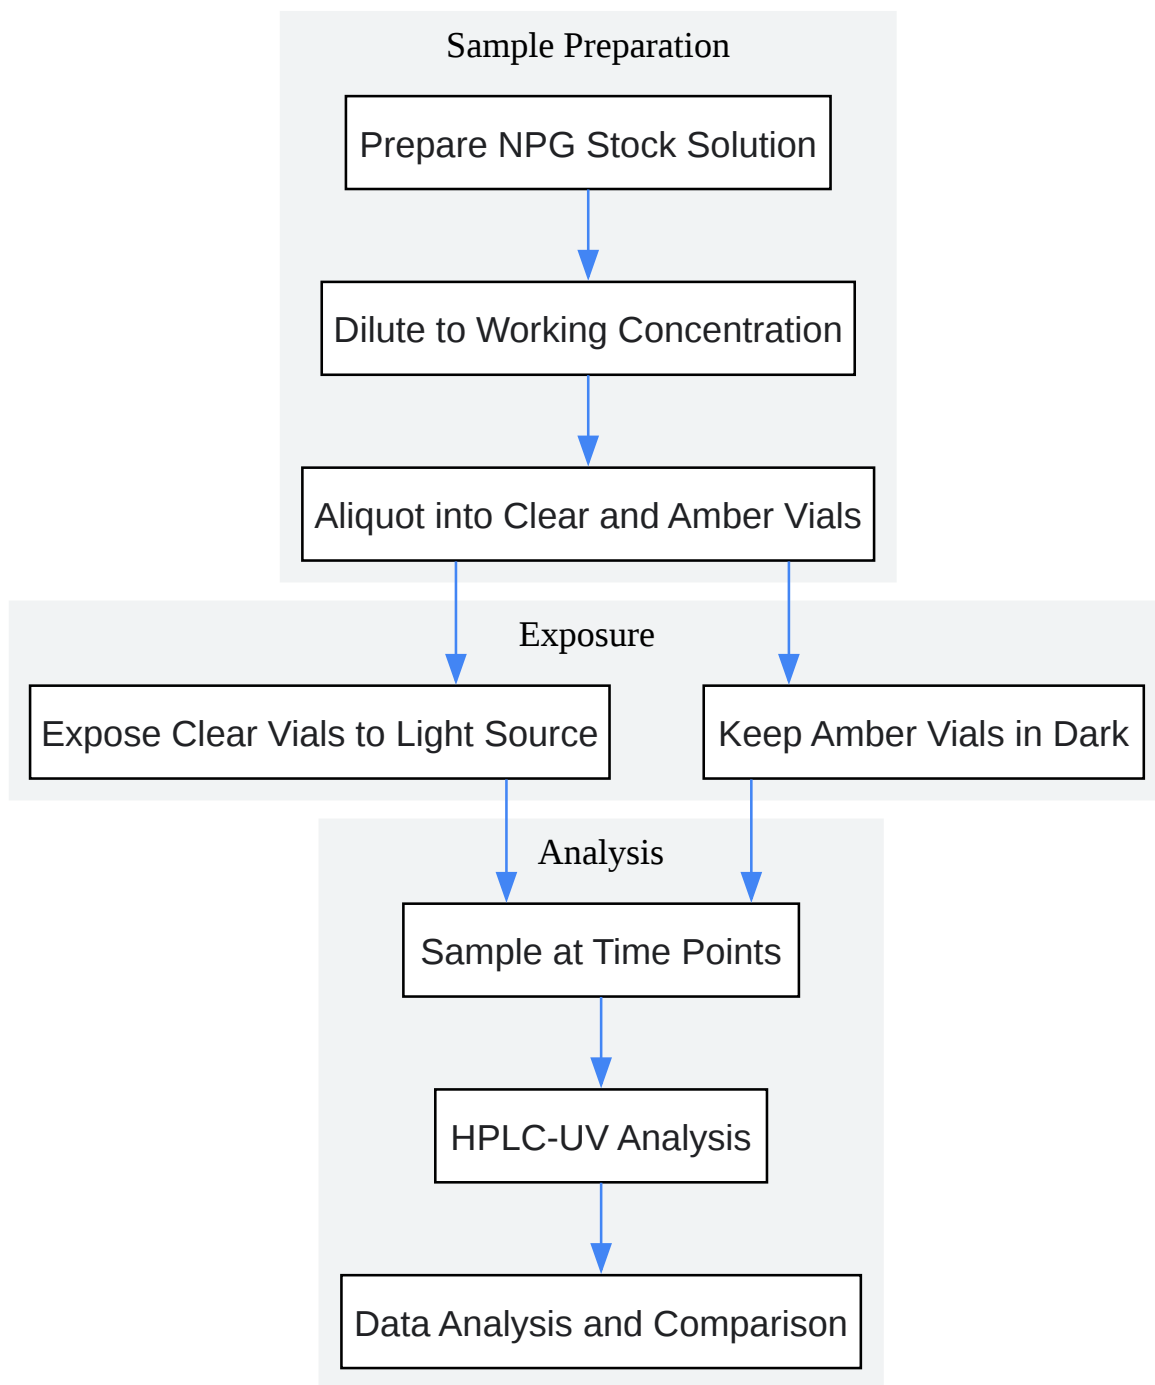 Sample Preparation
Prepare NPG Stock Solution
Dilute to Working Concentration
Aliquot into Clear and Amber Vials
Exposure
Expose Clear Vials to Light Source
Keep Amber Vials in Dark
Analysis
Sample at Time Points
HPLC-UV Analysis
Data Analysis and Comparison